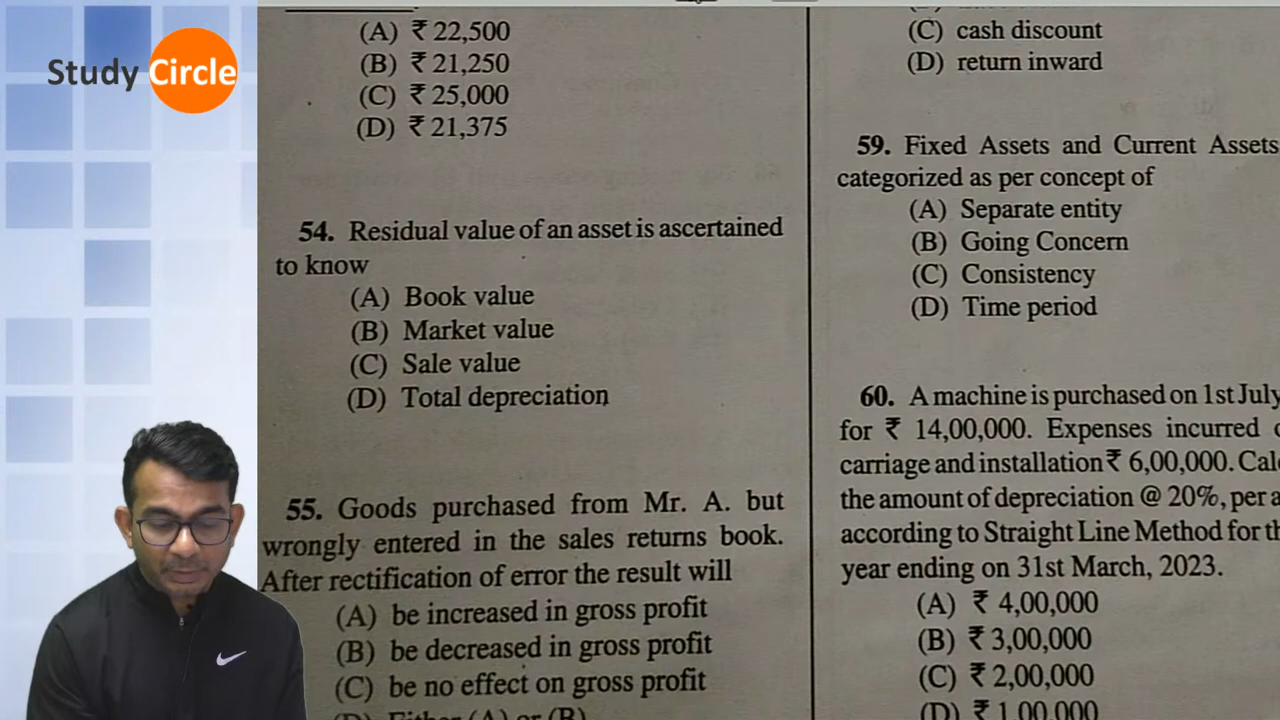 Study Circle
(A) ₹ 22,500
(B) ₹ 21,250
(C) ₹ 25,000
(D) ₹ 21,375
54. Residual value of an asset is ascertained
to know
(A) Book value
(B) Market value
(C) Sale value
(D) Total depreciation
55. Goods purchased from Mr. A. but
wrongly entered in the sales returns book.
After rectification of error the result will
(A) be increased in gross profit
(B) be decreased in gross profit
(C) be no effect on gross profit
(D) Either (A) or (B)
(C) cash discount
(D) return inward
59. Fixed Assets and Current Assets
categorized as per concept of
(A) Separate entity
(B) Going Concern
(C) Consistency
(D) Time period
60. A machine is purchased on 1st July
for ₹ 14,00,000. Expenses incurred
carriage and installation ₹ 6,00,000.
the amount of depreciation @ 20%, per
according to Straight Line Method for
year ending on 31st March, 2023.
(A) ₹ 4,00,000
(B) ₹ 3,00,000
(C) ₹ 2,00,000
(D) ₹ 1,00,000